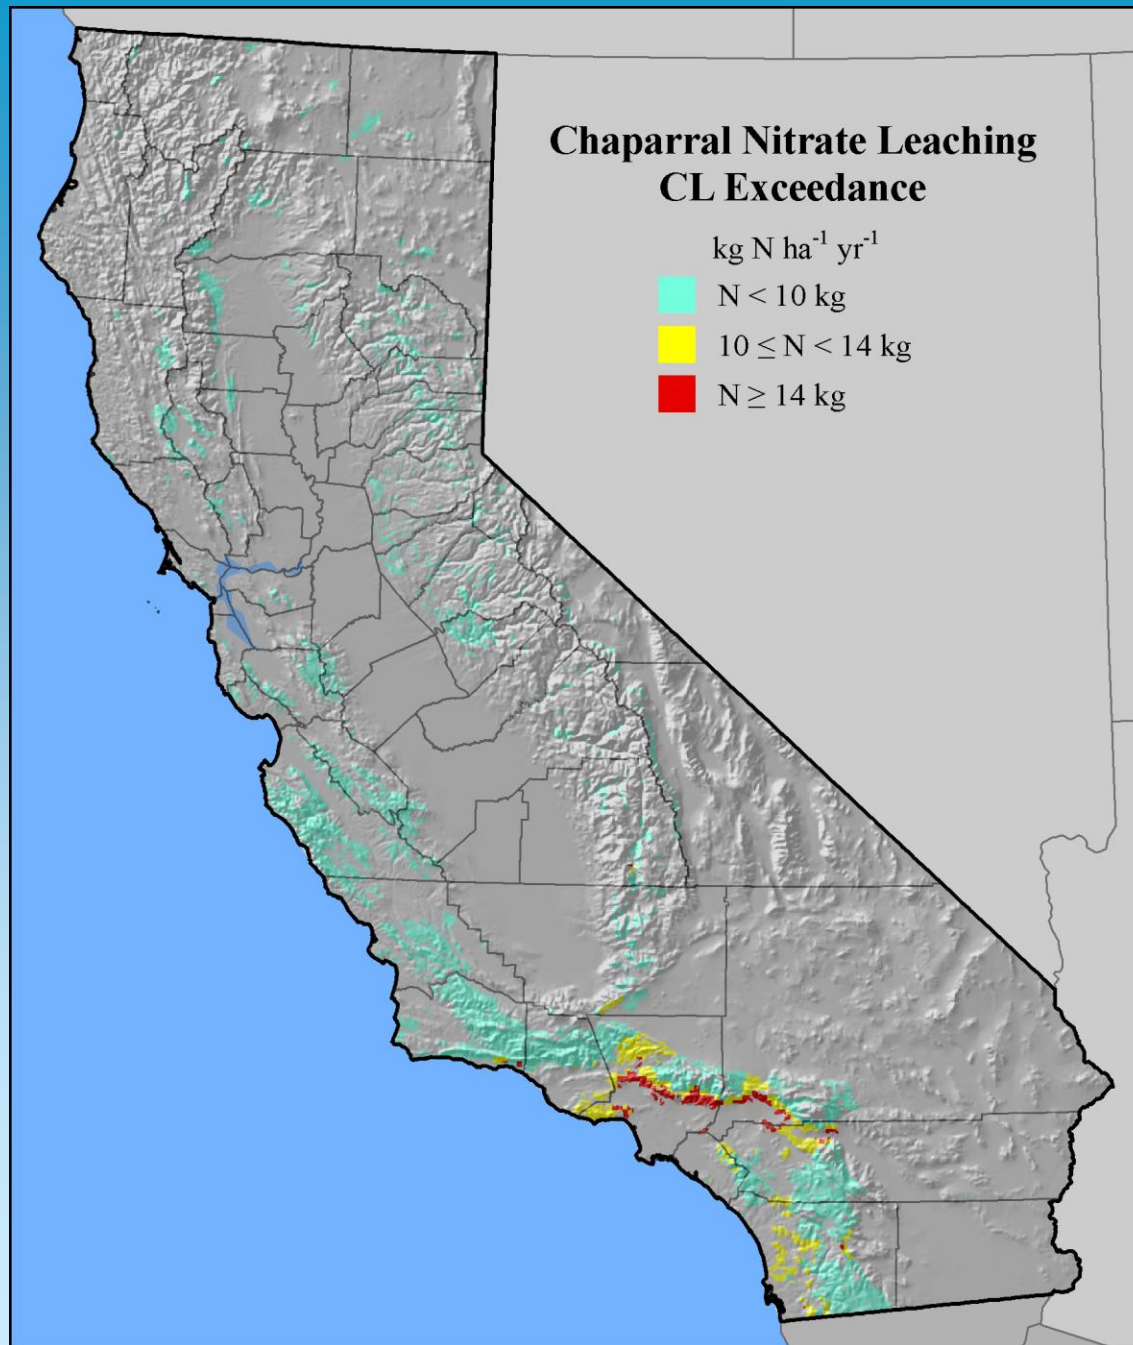 Chaparral Nitrate Leaching
CL Exceedance
kg N ha⁻¹ yr⁻¹
N < 10 kg
10 ≤ N < 14 kg
N ≥ 14 kg